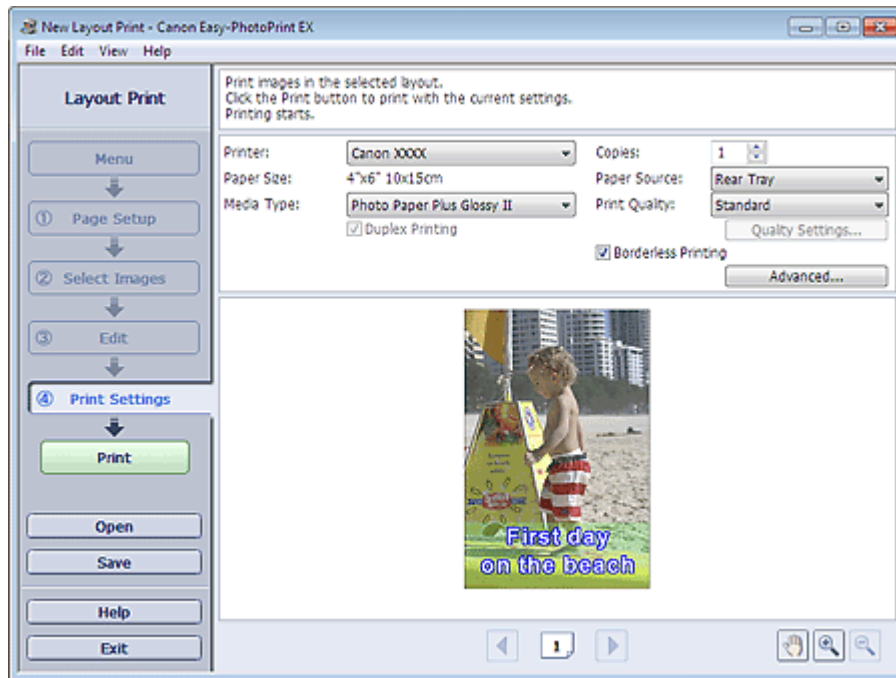 New Layout Print - Canon Easy-PhotoPrint EX
File Edit View Help
Layout Print
Menu
① Page Setup
② Select Images
③ Edit
④ Print Settings
Print
Open
Save
Help
Exit
Print images in the selected layout.
Click the Print button to print with the current settings.
Printing starts.
Printer: Canon XXXX
Copies: 1
Paper Size: 4"x6" 10x15cm
Paper Source: Rear Tray
Media Type: Photo Paper Plus Glossy II
Print Quality: Standard
Duplex Printing
Quality Settings...
Borderless Printing
Advanced...
First day
on the beach
1